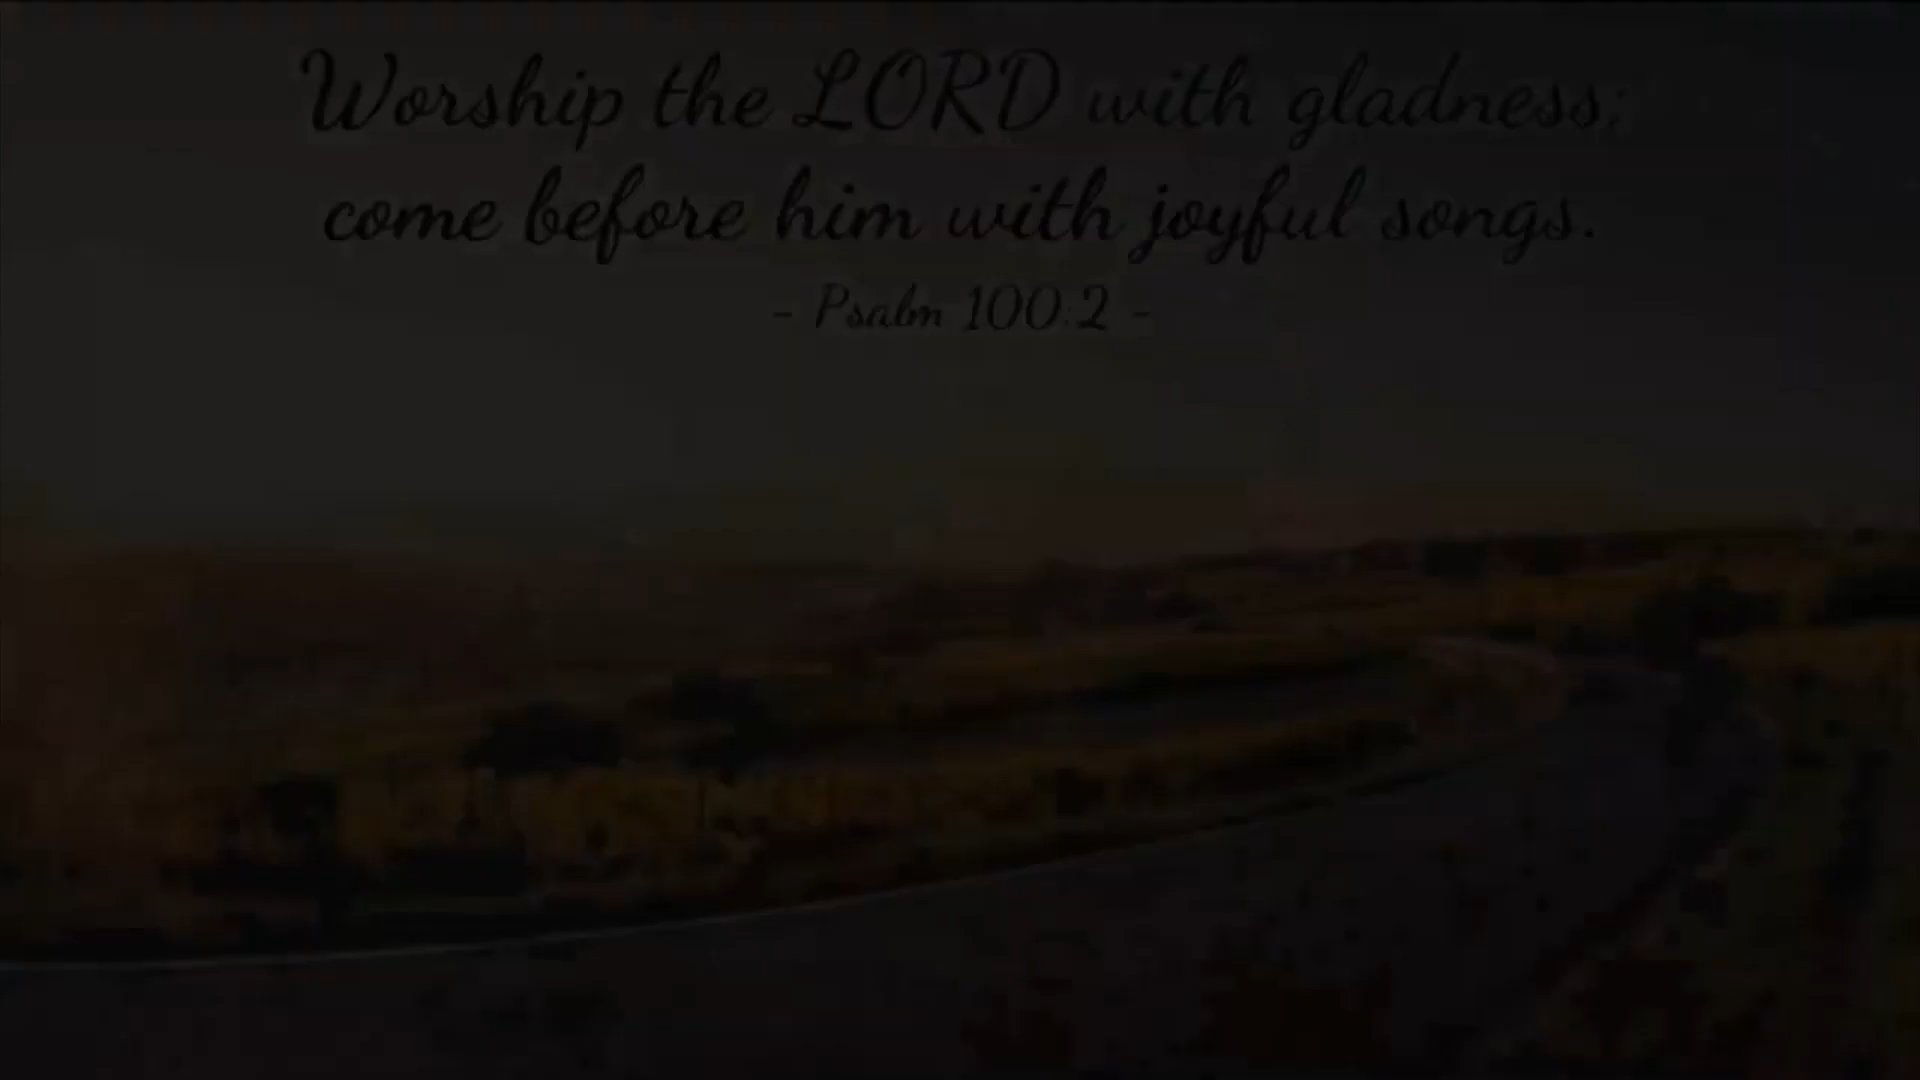 Worship the LORD with gladness;
come before him with joyful songs.
- Psalm 100:2 -